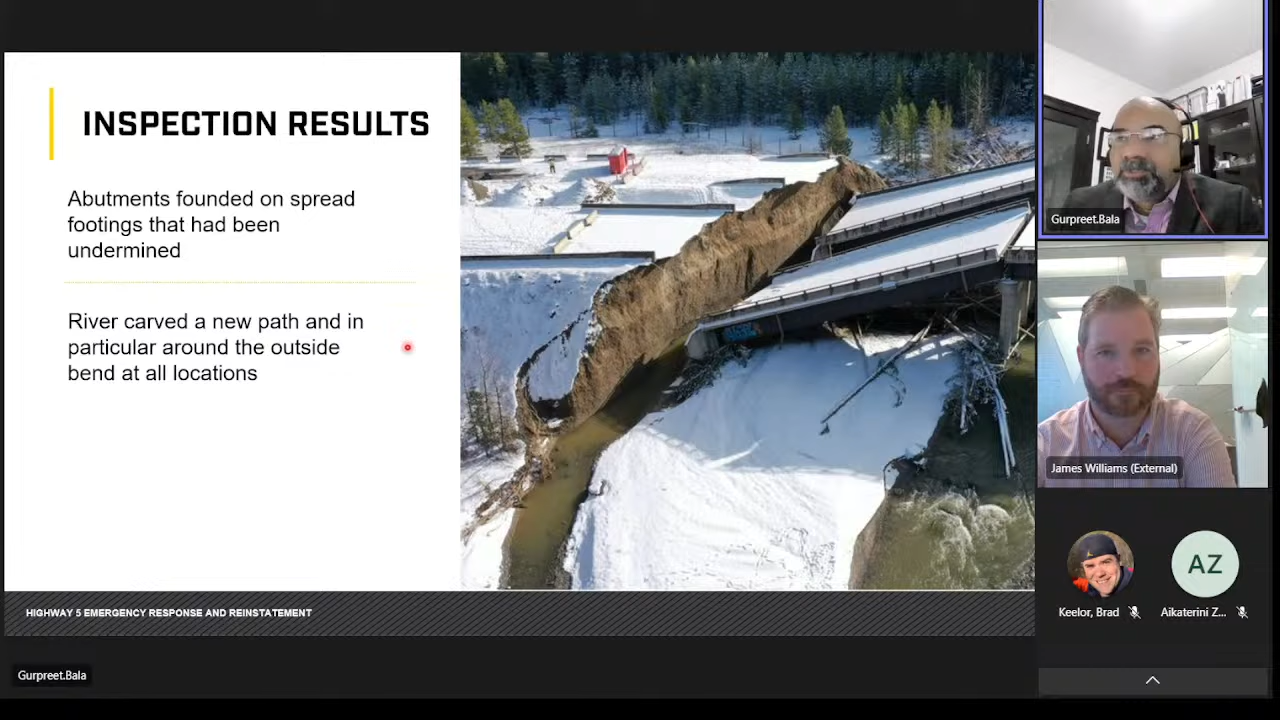 INSPECTION RESULTS
Abutments founded on spread
footings that had been
undermined
River carved a new path and in
particular around the outside
bend at all locations
HIGHWAY 5 EMERGENCY RESPONSE AND REINSTATEMENT
Gurpreet.Bala
Gurpreet.Bala
James Williams (External)
Keelor, Brad
AZ
Aikaterini Z...